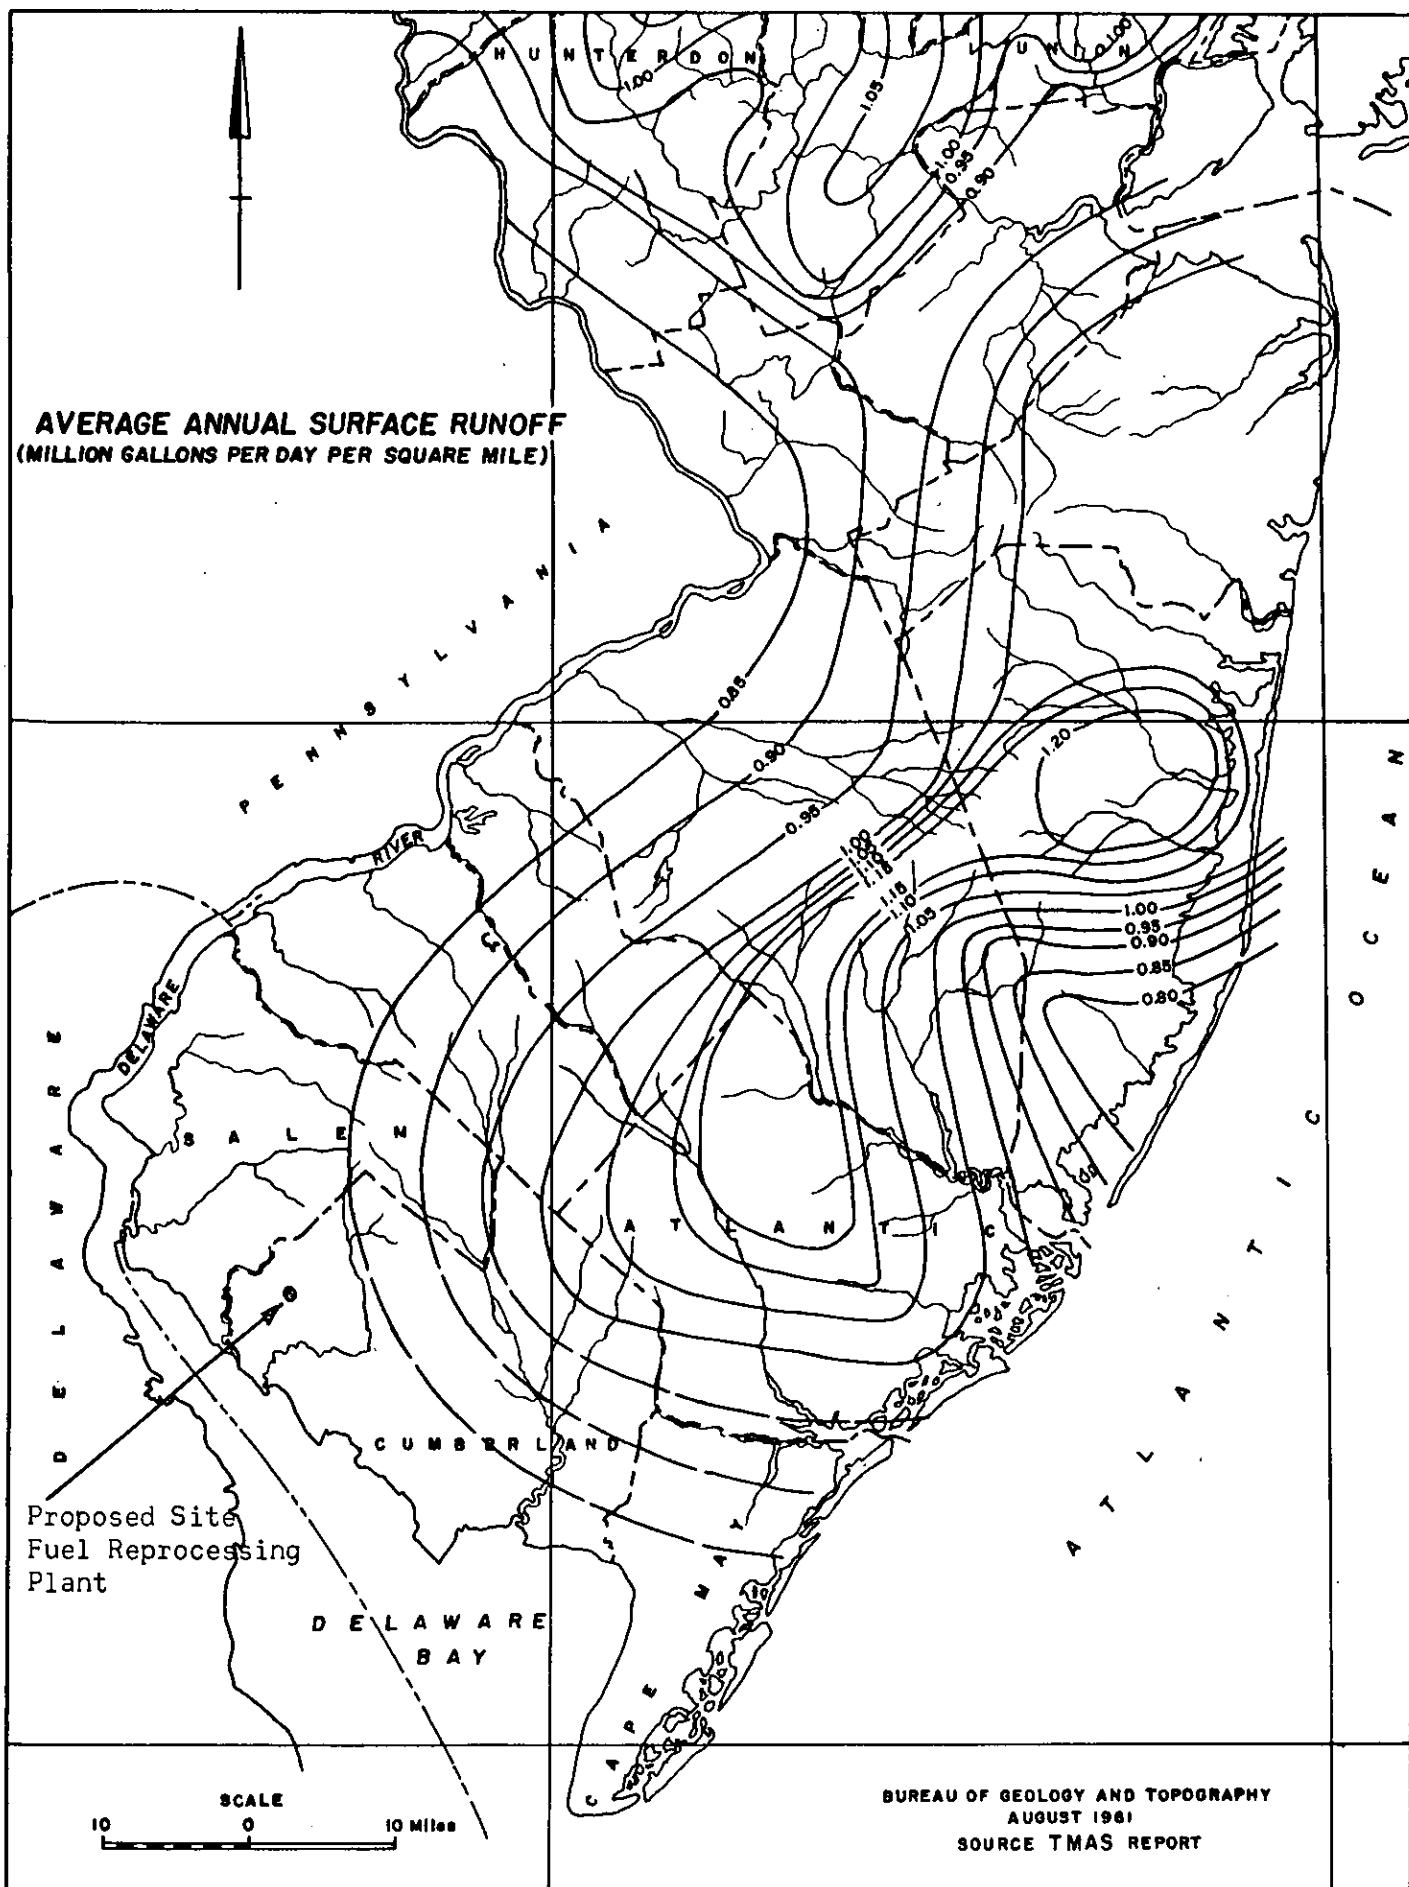 HUNTERDON
UNION
1.00
1.05
0.100
1.00
0.95
0.90
AVERAGE ANNUAL SURFACE RUNOFF
(MILLION GALLONS PER DAY PER SQUARE MILE)
PENNSYLVANIA
0.85
0.90
0.95
1.20
1.00
1.10
1.15
1.15
1.10
1.05
1.00
0.95
0.90
0.85
0.80
RIVER
DELAWARE
DELAWARE
SALEM
ATLANTIC
ATLANTIC OCEAN
CUMBERLAND
CAPE MAY
Proposed Site
Fuel Reprocessing
Plant
DELAWARE
BAY
SCALE
10 0 10 Miles
BUREAU OF GEOLOGY AND TOPOGRAPHY
AUGUST 1961
SOURCE TMAS REPORT